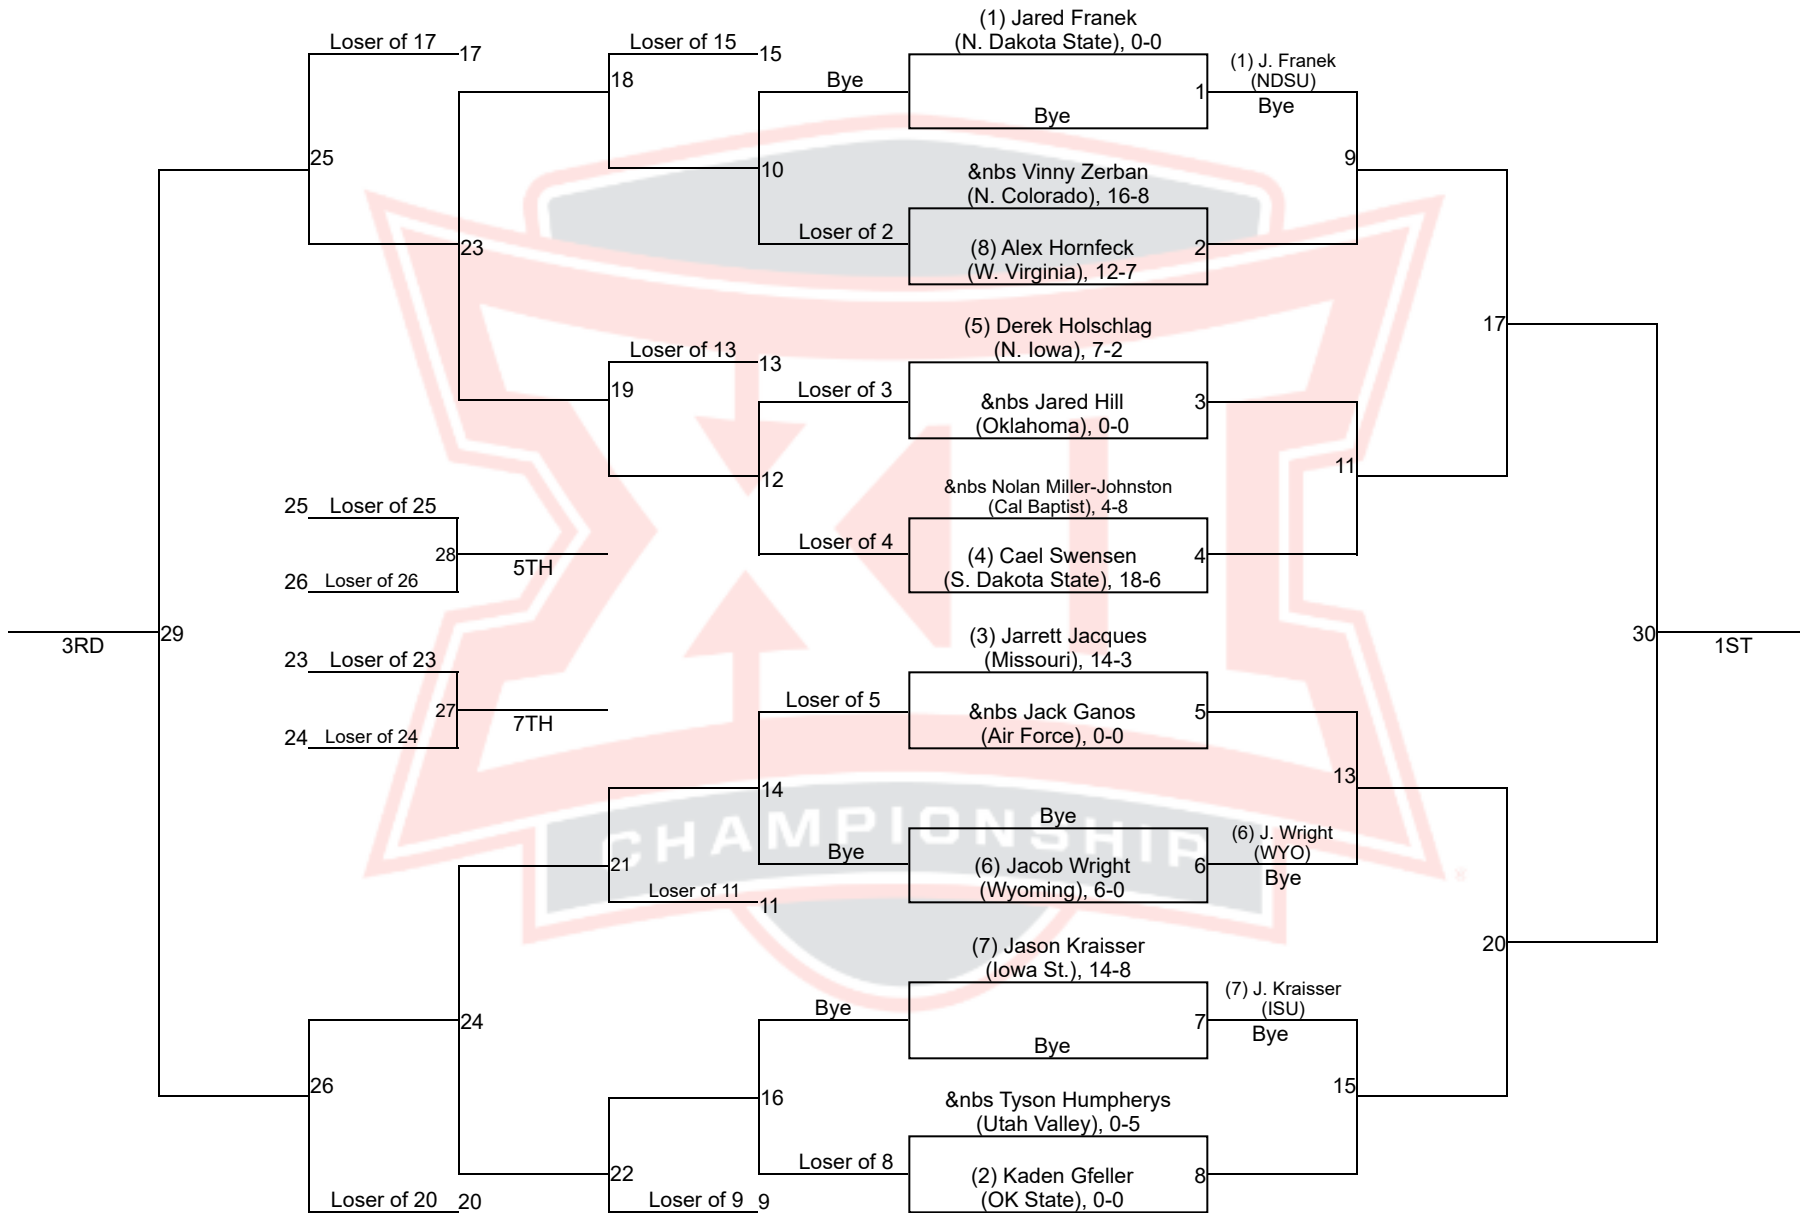 (1) Jared Franek
(N. Dakota State), 0-0
Loser of 17
17
Loser of 15
15
(1) J. Franek
(NDSU)
Bye
18
Bye
1
Bye
Bye
25
9
10
&nbs Vinny Zerban
(N. Colorado), 16-8
Loser of 2
23
(8) Alex Hornfeck
(W. Virginia), 12-7
2
(5) Derek Holschlag
(N. Iowa), 7-2
17
Loser of 13
13
19
Loser of 3
&nbs Jared Hill
(Oklahoma), 0-0
3
11
12
&nbs Nolan Miller-Johnston
(Cal Baptist), 4-8
25
Loser of 25
Loser of 4
(4) Cael Swensen
(S. Dakota State), 18-6
4
28
5TH
26
Loser of 26
3RD
29
(3) Jarrett Jacques
(Missouri), 14-3
30
1ST
23
Loser of 23
27
7TH
Loser of 5
&nbs Jack Ganos
(Air Force), 0-0
5
24
Loser of 24
13
14
Bye
CHAMPIONSHIP
(6) J. Wright
(WYO)
Bye
Bye
(6) Jacob Wright
(Wyoming), 6-0
6
21
Loser of 11
11
(7) Jason Kraisser
(Iowa St.), 14-8
20
(7) J. Kraisser
(ISU)
Bye
Bye
7
Bye
24
26
16
15
&nbs Tyson Humpherys
(Utah Valley), 0-5
Loser of 8
(2) Kaden Gfeller
(OK State), 0-0
8
22
Loser of 20
20
Loser of 9
9
XII
®